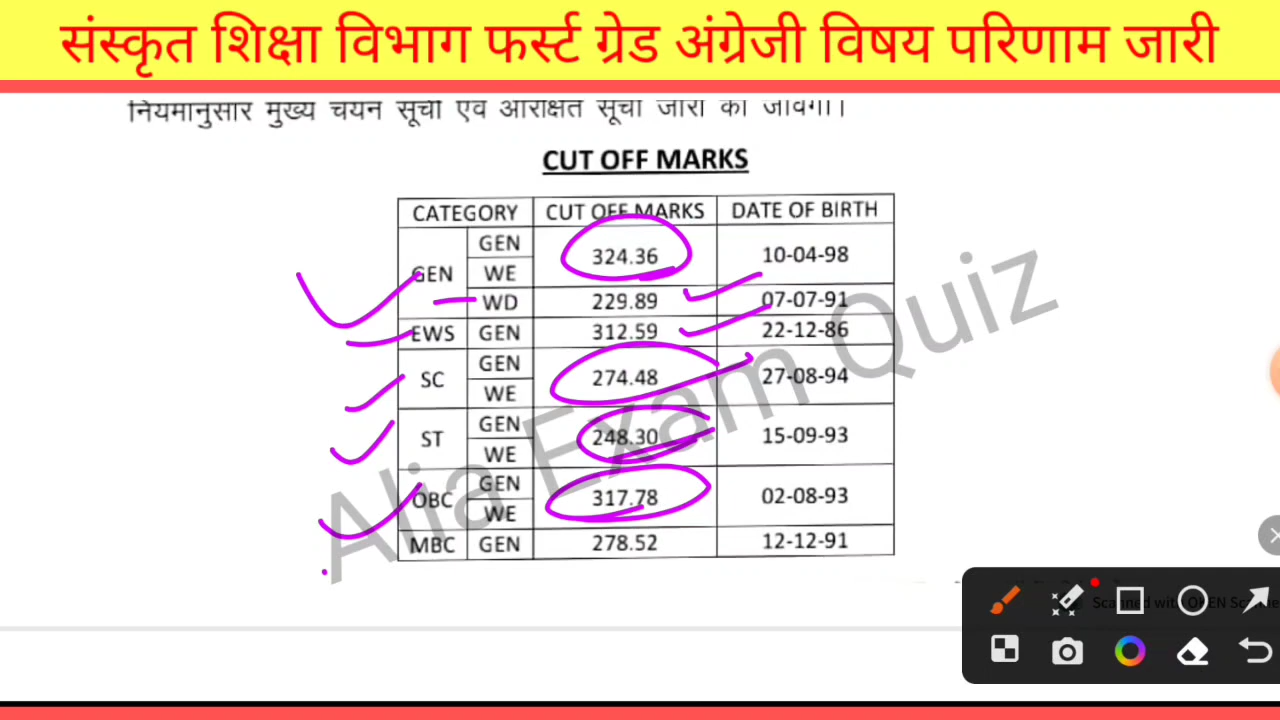 संस्कृत शिक्षा विभाग फर्स्ट ग्रेड अंग्रेजी विषय परिणाम जारी
नियमानुसार मुख्य चयन सूची एवं आरक्षित सूची जारी की जावेगी।
CUT OFF MARKS
CATEGORY CUT OFF MARKS DATE OF BIRTH
GEN GEN 324.36 10-04-98
WE
WD 229.89 07-07-91
EWS GEN 312.59 22-12-86
SC GEN 274.48 27-08-94
WE
ST GEN 248.30 15-09-93
WE
OBC GEN 317.78 02-08-93
WE
MBC GEN 278.52 12-12-91
Alia Exam Quiz
Scanned with OKEN